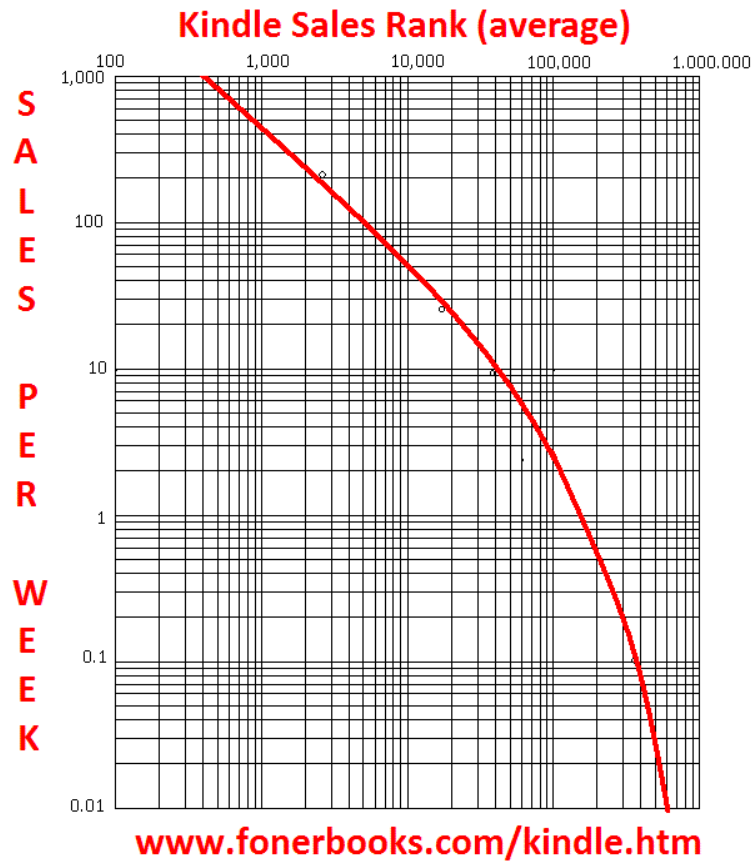 Kindle Sales Rank (average)
100 1,000 10,000 100,000 1.000.000
1,000
100
10
1
0.1
0.01
S
A
L
E
S
P
E
R
W
E
E
K
www.fonerbooks.com/kindle.htm